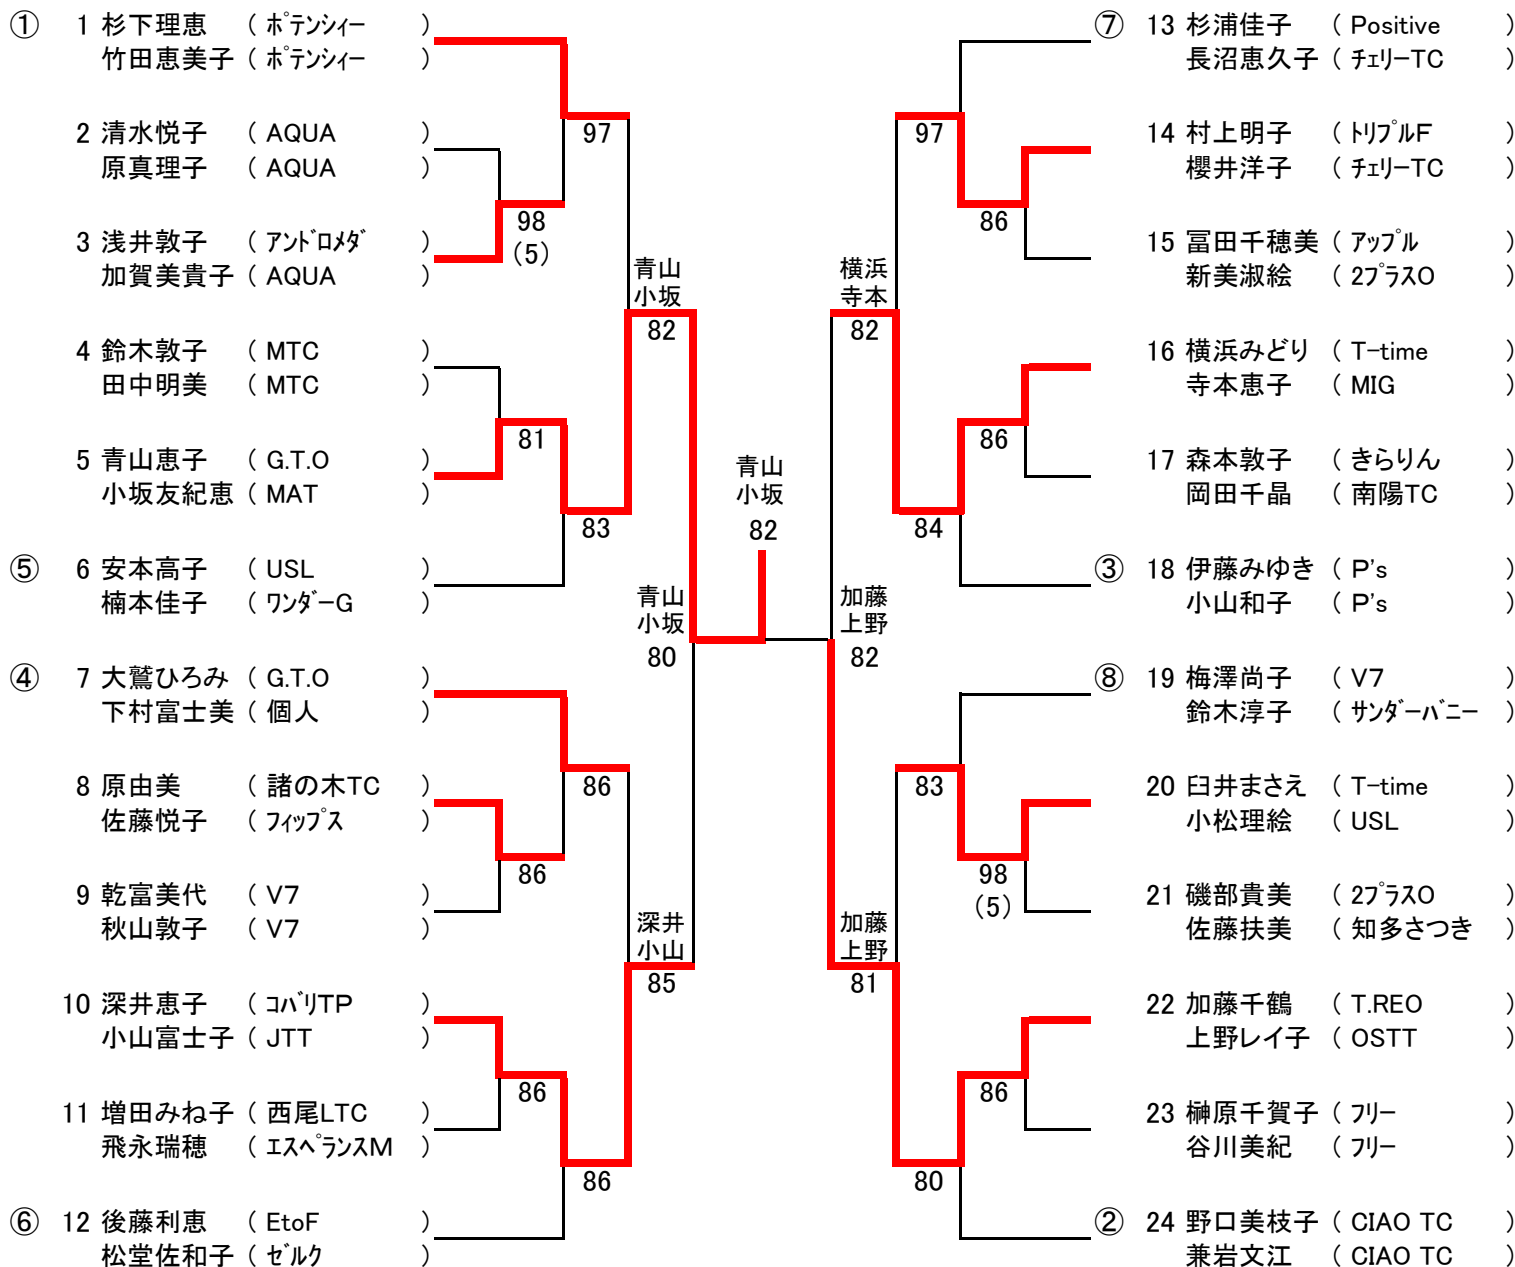 ① 1 杉下理恵 ( ポテンシィー )
竹田恵美子 ( ポテンシィー )
2 清水悦子 ( AQUA )
原真理子 ( AQUA )
3 浅井敦子 ( アンドロメダ )
加賀美貴子 ( AQUA )
4 鈴木敦子 ( MTC )
田中明美 ( MTC )
5 青山恵子 ( G.T.O )
小坂友紀恵 ( MAT )
⑤ 6 安本高子 ( USL )
楠本佳子 ( ワンダーG )
④ 7 大鷲ひろみ ( G.T.O )
下村富士美 ( 個人 )
8 原由美 ( 諸の木TC )
佐藤悦子 ( フィップス )
9 乾富美代 ( V7 )
秋山敦子 ( V7 )
10 深井恵子 ( コバリTP )
小山富士子 ( JTT )
11 増田みね子 ( 西尾LTC )
飛永瑞穂 ( エスペランスM )
⑥ 12 後藤利恵 ( EtoF )
松堂佐和子 ( ゼルク )
98
(5)
81
86
86
97
83
86
86
青山
小坂
82
深井
小山
85
青山
小坂
80
青山
小坂
82
加藤
上野
82
横浜
寺本
82
加藤
上野
81
97
84
83
80
86
86
98
(5)
86
⑦ 13 杉浦佳子 ( Positive )
長沼恵久子 ( チェリーTC )
14 村上明子 ( トリプルF )
櫻井洋子 ( チェリーTC )
15 冨田千穂美 ( アップル )
新美淑絵 ( 2プラスO )
16 横浜みどり ( T-time )
寺本恵子 ( MIG )
17 森本敦子 ( きらりん )
岡田千晶 ( 南陽TC )
③ 18 伊藤みゆき ( P's )
小山和子 ( P's )
⑧ 19 梅澤尚子 ( V7 )
鈴木淳子 ( サンダーバニー )
20 臼井まさえ ( T-time )
小松理絵 ( USL )
21 磯部貴美 ( 2プラスO )
佐藤扶美 ( 知多さつき )
22 加藤千鶴 ( T.REO )
上野レイ子 ( OSTT )
23 榊原千賀子 ( フリー )
谷川美紀 ( フリー )
② 24 野口美枝子 ( CIAO TC )
兼岩文江 ( CIAO TC )